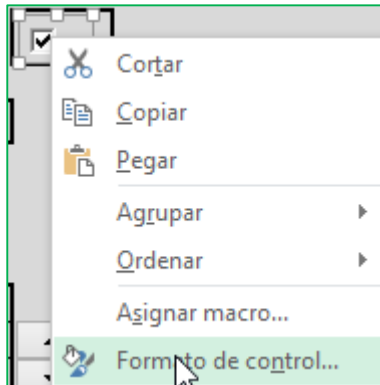 Cortar
Copiar
Pegar
Agrupar
Ordenar
Asignar macro...
Formato de control...